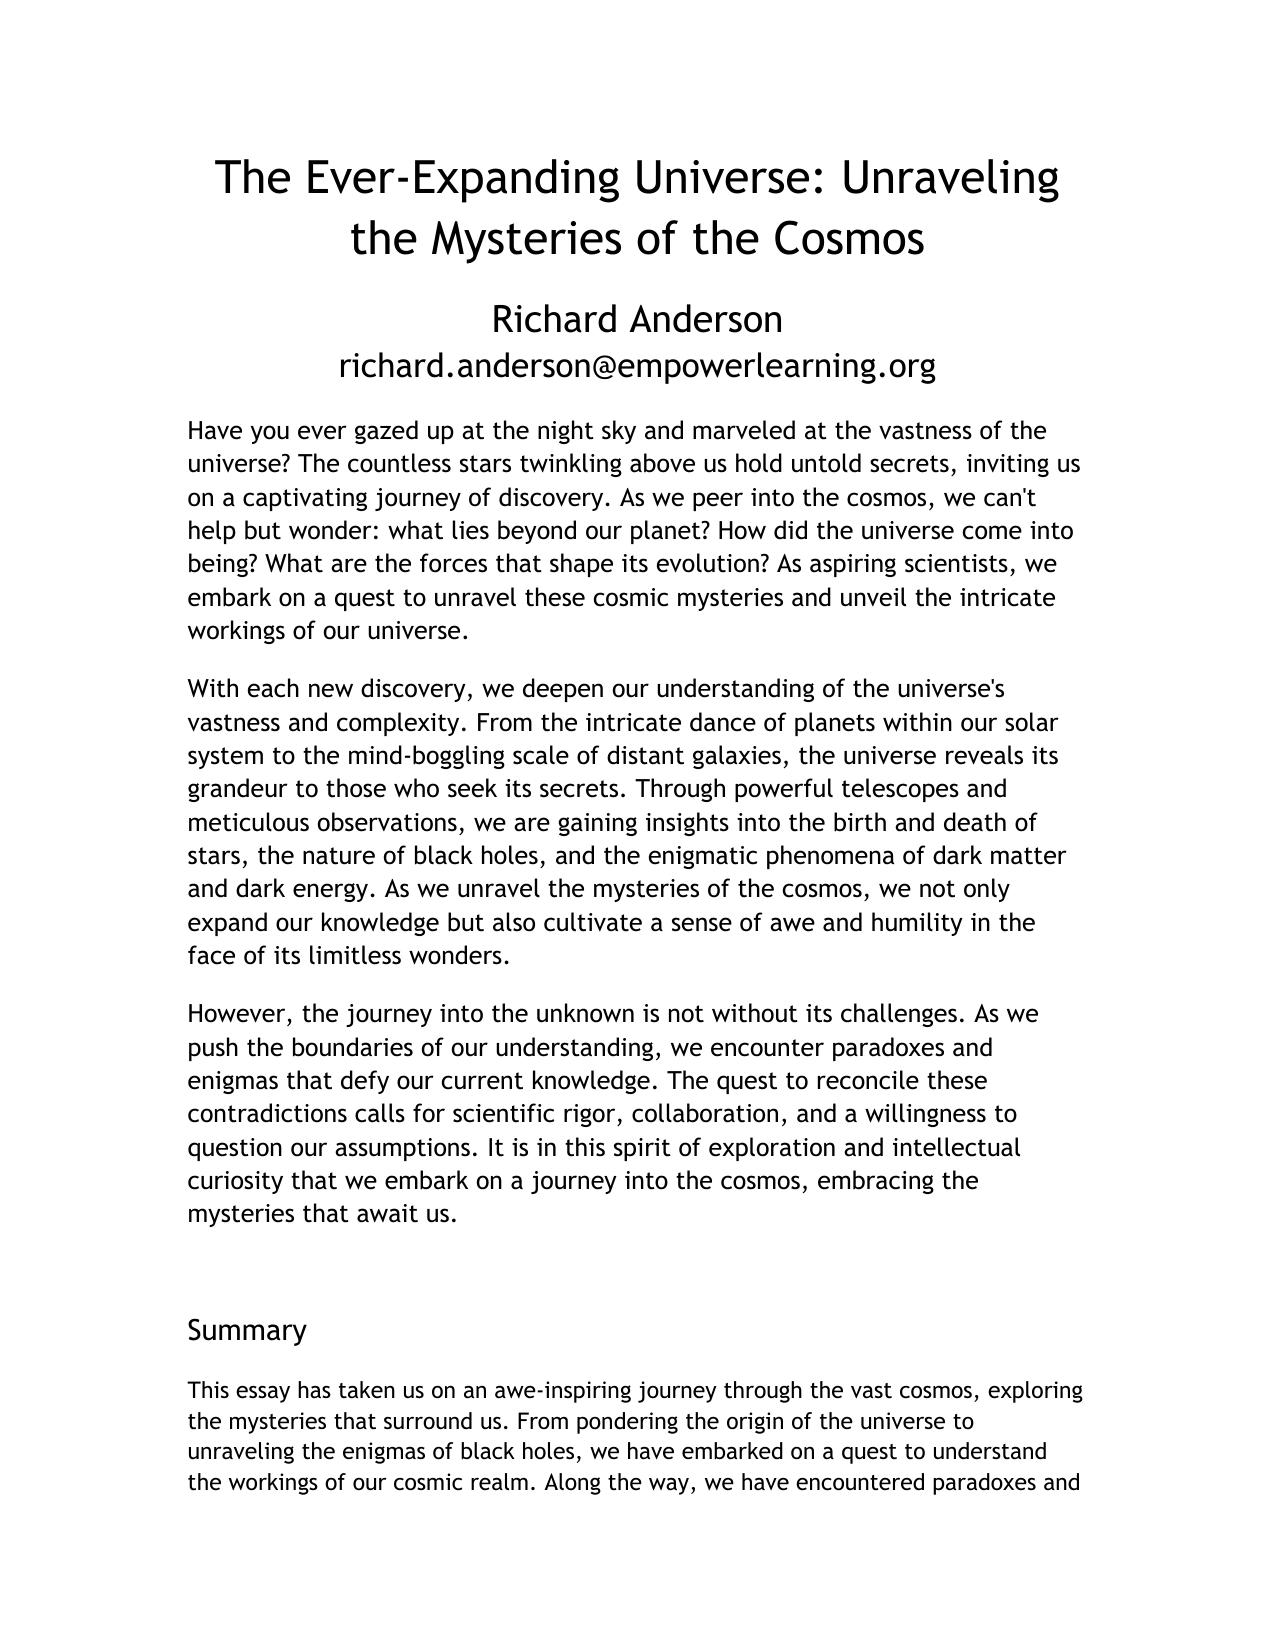 The Ever-Expanding Universe: Unraveling
the Mysteries of the Cosmos
Richard Anderson
richard.anderson@empowerlearning.org
Have you ever gazed up at the night sky and marveled at the vastness of the
universe? The countless stars twinkling above us hold untold secrets, inviting us
on a captivating journey of discovery. As we peer into the cosmos, we can't
help but wonder: what lies beyond our planet? How did the universe come into
being? What are the forces that shape its evolution? As aspiring scientists, we
embark on a quest to unravel these cosmic mysteries and unveil the intricate
workings of our universe.
With each new discovery, we deepen our understanding of the universe's
vastness and complexity. From the intricate dance of planets within our solar
system to the mind-boggling scale of distant galaxies, the universe reveals its
grandeur to those who seek its secrets. Through powerful telescopes and
meticulous observations, we are gaining insights into the birth and death of
stars, the nature of black holes, and the enigmatic phenomena of dark matter
and dark energy. As we unravel the mysteries of the cosmos, we not only
expand our knowledge but also cultivate a sense of awe and humility in the
face of its limitless wonders.
However, the journey into the unknown is not without its challenges. As we
push the boundaries of our understanding, we encounter paradoxes and
enigmas that defy our current knowledge. The quest to reconcile these
contradictions calls for scientific rigor, collaboration, and a willingness to
question our assumptions. It is in this spirit of exploration and intellectual
curiosity that we embark on a journey into the cosmos, embracing the
mysteries that await us.
Summary
This essay has taken us on an awe-inspiring journey through the vast cosmos, exploring
the mysteries that surround us. From pondering the origin of the universe to
unraveling the enigmas of black holes, we have embarked on a quest to understand
the workings of our cosmic realm. Along the way, we have encountered paradoxes and